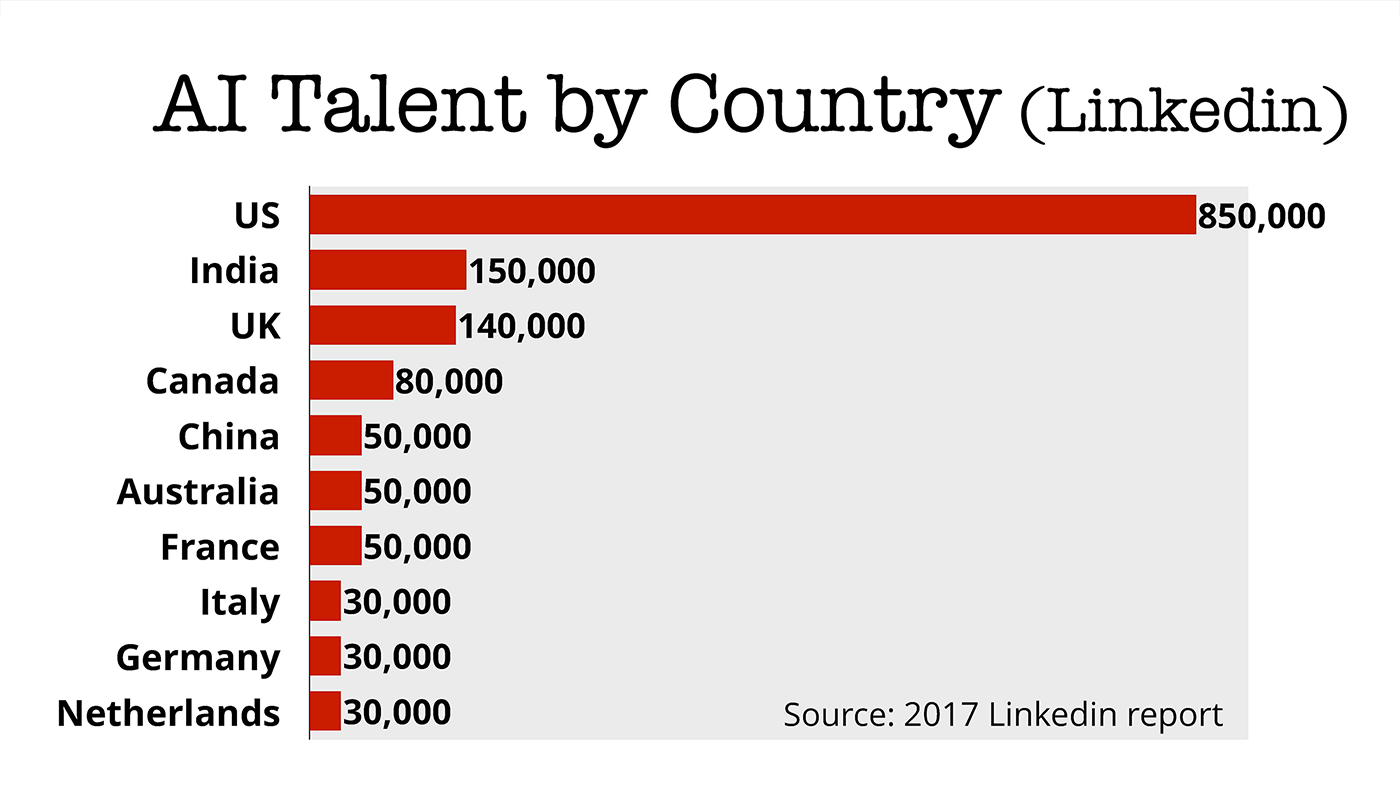 AI Talent by Country (Linkedin)
US 850,000
India 150,000
UK 140,000
Canada 80,000
China 50,000
Australia 50,000
France 50,000
Italy 30,000
Germany 30,000
Netherlands 30,000
Source: 2017 Linkedin report